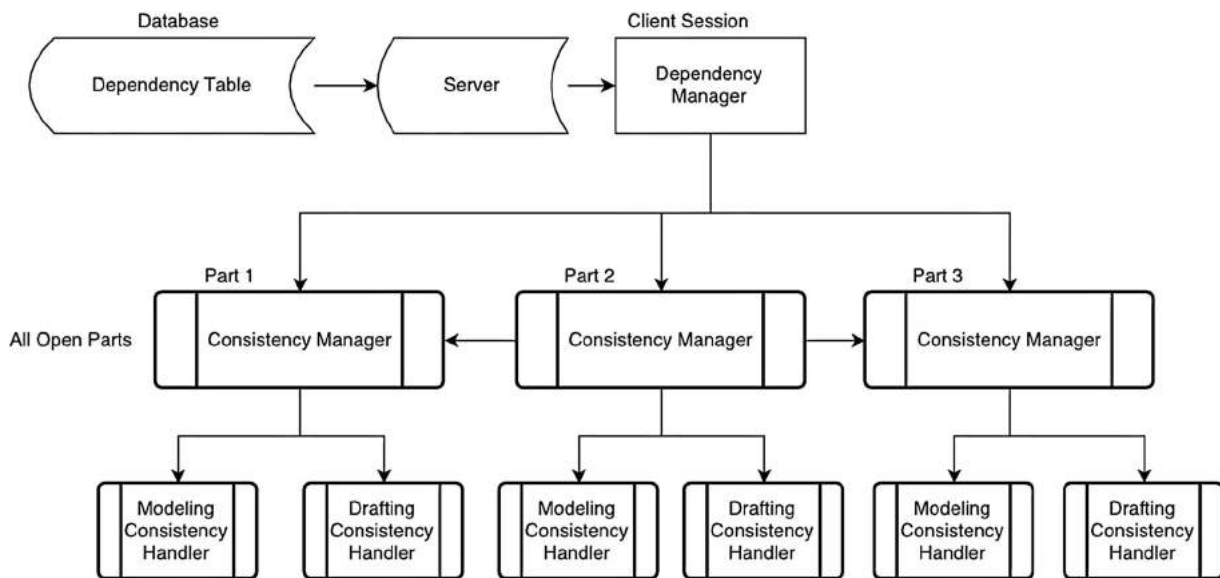 Database
Client Session
Dependency Table
Server
Dependency
Manager
Part 1
Part 2
Part 3
All Open Parts
Consistency Manager
Consistency Manager
Consistency Manager
Modeling
Consistency
Handler
Drafting
Consistency
Handler
Modeling
Consistency
Handler
Drafting
Consistency
Handler
Modeling
Consistency
Handler
Drafting
Consistency
Handler